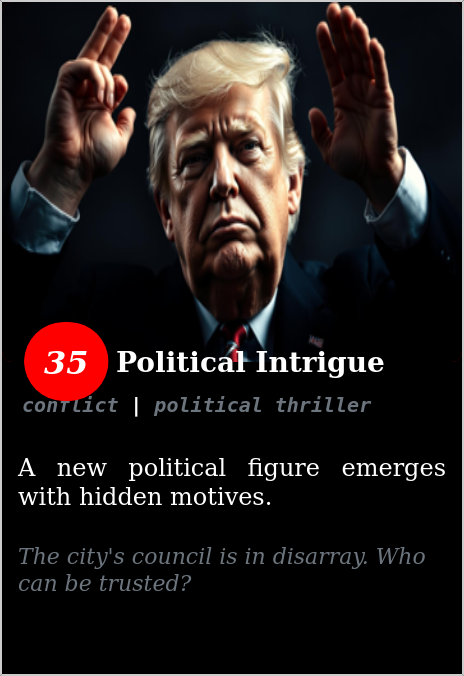 35 Political Intrigue
conflict | political thriller
A new political figure emerges
with hidden motives.
The city's council is in disarray. Who
can be trusted?